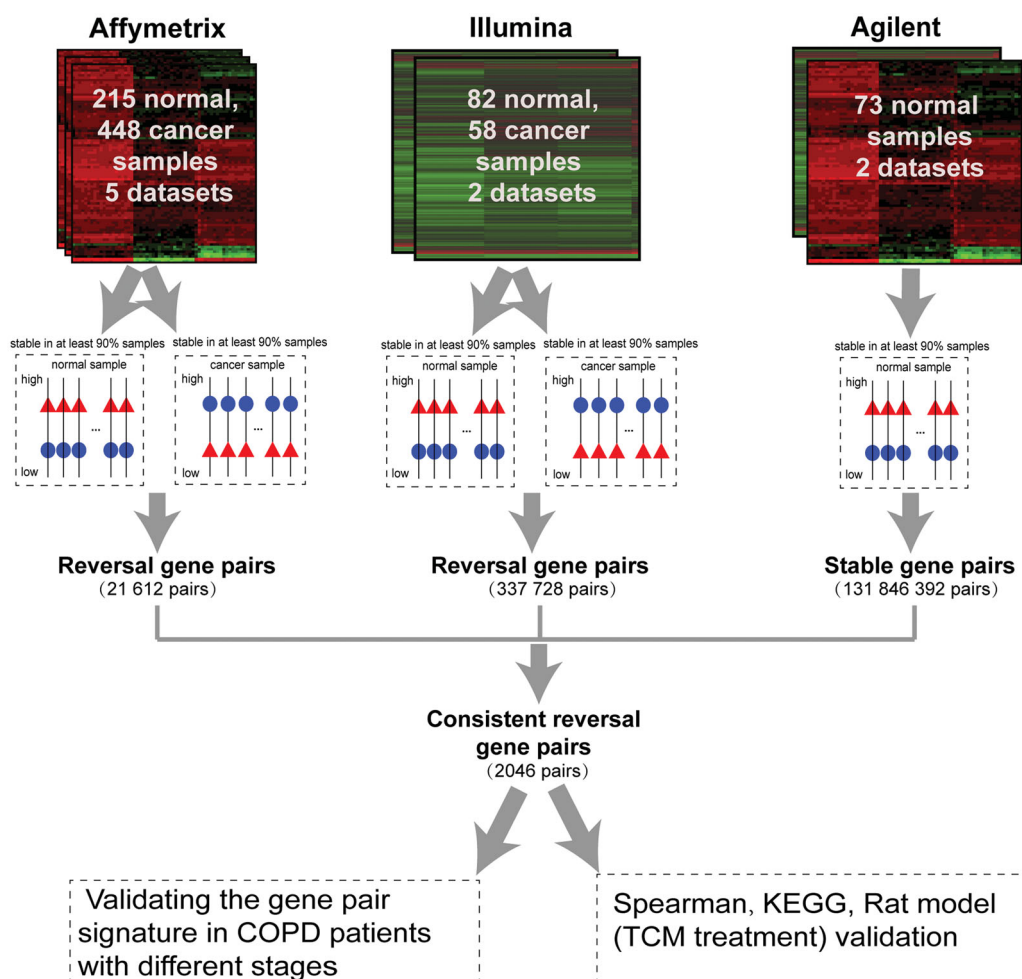 Affymetrix
Illumina
Agilent
215 normal,
448 cancer
samples
5 datasets
82 normal,
58 cancer
samples
2 datasets
73 normal
samples
2 datasets
stable in at least 90% samples
normal sample
high
...
low
stable in at least 90% samples
cancer sample
...
stable in at least 90% samples
normal sample
high
...
low
stable in at least 90% samples
cancer sample
...
stable in at least 90% samples
normal sample
high
...
low
Reversal gene pairs
(21 612 pairs)
Reversal gene pairs
(337 728 pairs)
Stable gene pairs
(131 846 392 pairs)
Consistent reversal
gene pairs
(2046 pairs)
Validating the gene pair
signature in COPD patients
with different stages
Spearman, KEGG, Rat model
(TCM treatment) validation